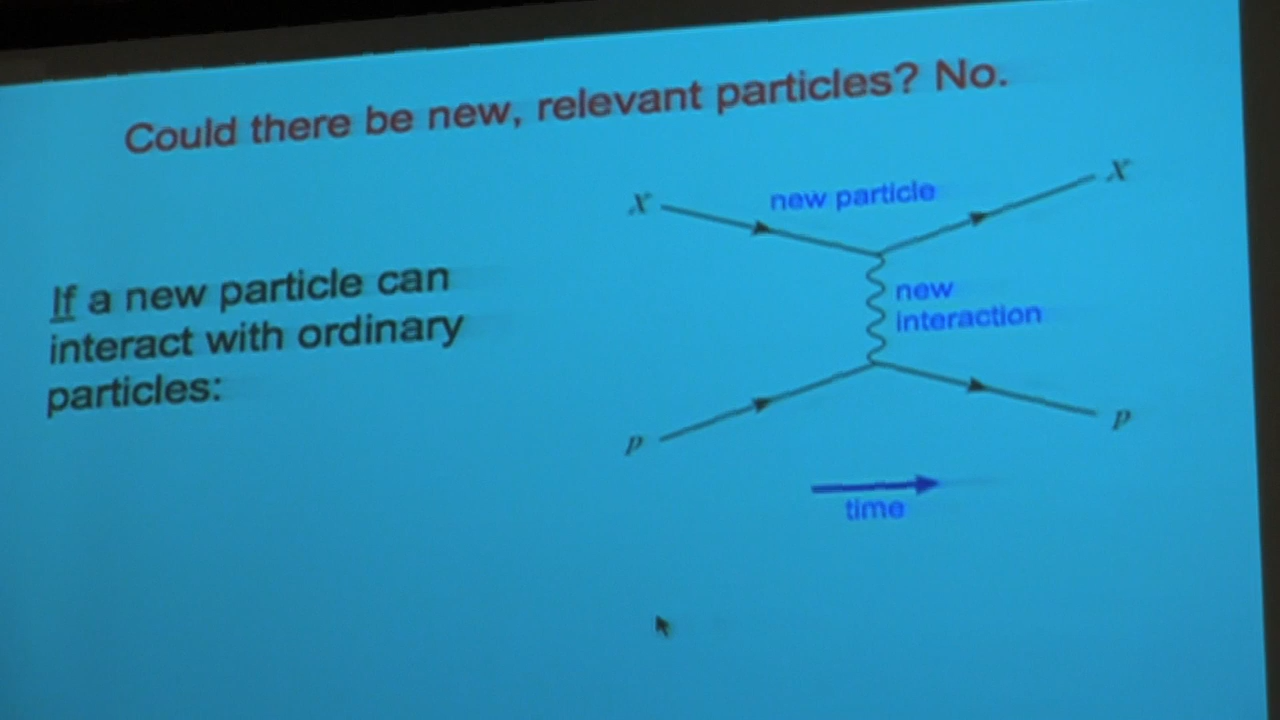 Could there be new, relevant particles? No.
X
new particle
X
If a new particle can
interact with ordinary
particles:
new
interaction
p
p
time